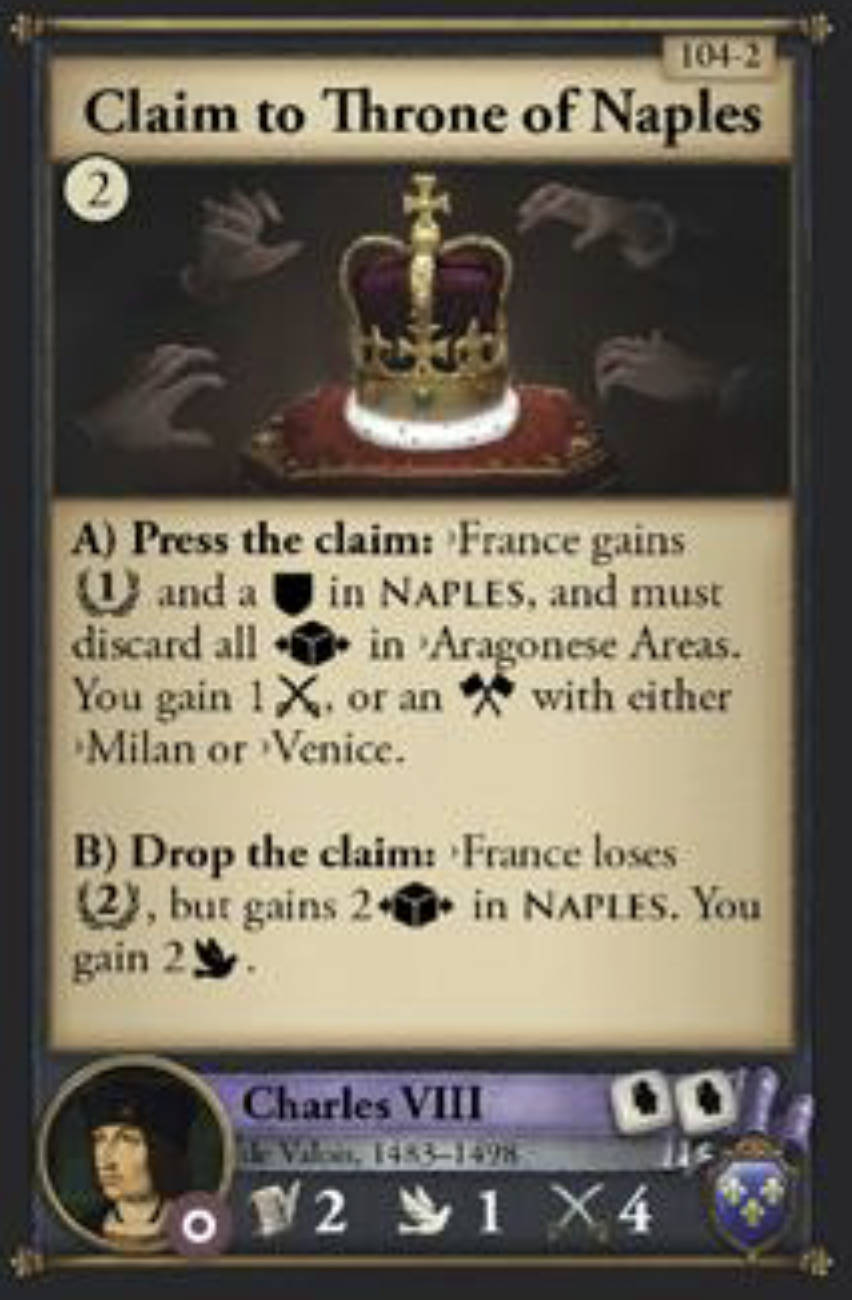 104-2
Claim to Throne of Naples
2
A) Press the claim: ›France gains
(1) and a in NAPLES, and must
discard all in ›Aragonese Areas.
You gain 1, or an with either
›Milan or ›Venice.
B) Drop the claim: ›France loses
(2), but gains 2 in NAPLES. You
gain 2.
Charles VIII
de Valois, 1483–1498
2 1 4